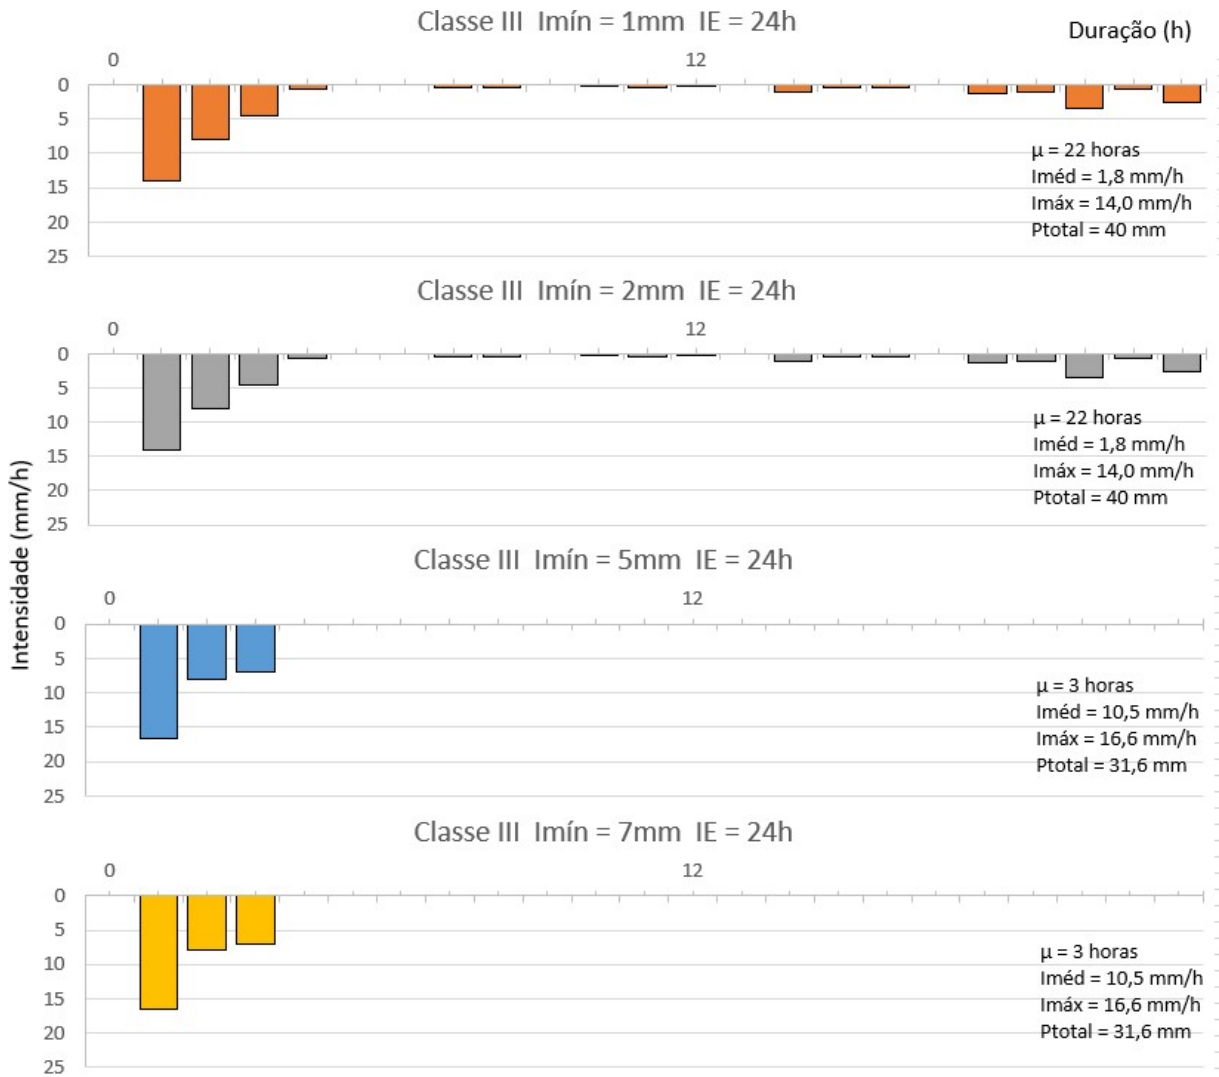 Classe III  Imín = 1mm  IE = 24h
Duração (h)
0 12
0
5
10
15
20
25
µ = 22 horas
Iméd = 1,8 mm/h
Imáx = 14,0 mm/h
Ptotal = 40 mm
Classe III  Imín = 2mm  IE = 24h
0 12
0
5
10
15
20
25
µ = 22 horas
Iméd = 1,8 mm/h
Imáx = 14,0 mm/h
Ptotal = 40 mm
Intensidade (mm/h)
Classe III  Imín = 5mm  IE = 24h
0 12
0
5
10
15
20
25
µ = 3 horas
Iméd = 10,5 mm/h
Imáx = 16,6 mm/h
Ptotal = 31,6 mm
Classe III  Imín = 7mm  IE = 24h
0 12
0
5
10
15
20
25
µ = 3 horas
Iméd = 10,5 mm/h
Imáx = 16,6 mm/h
Ptotal = 31,6 mm